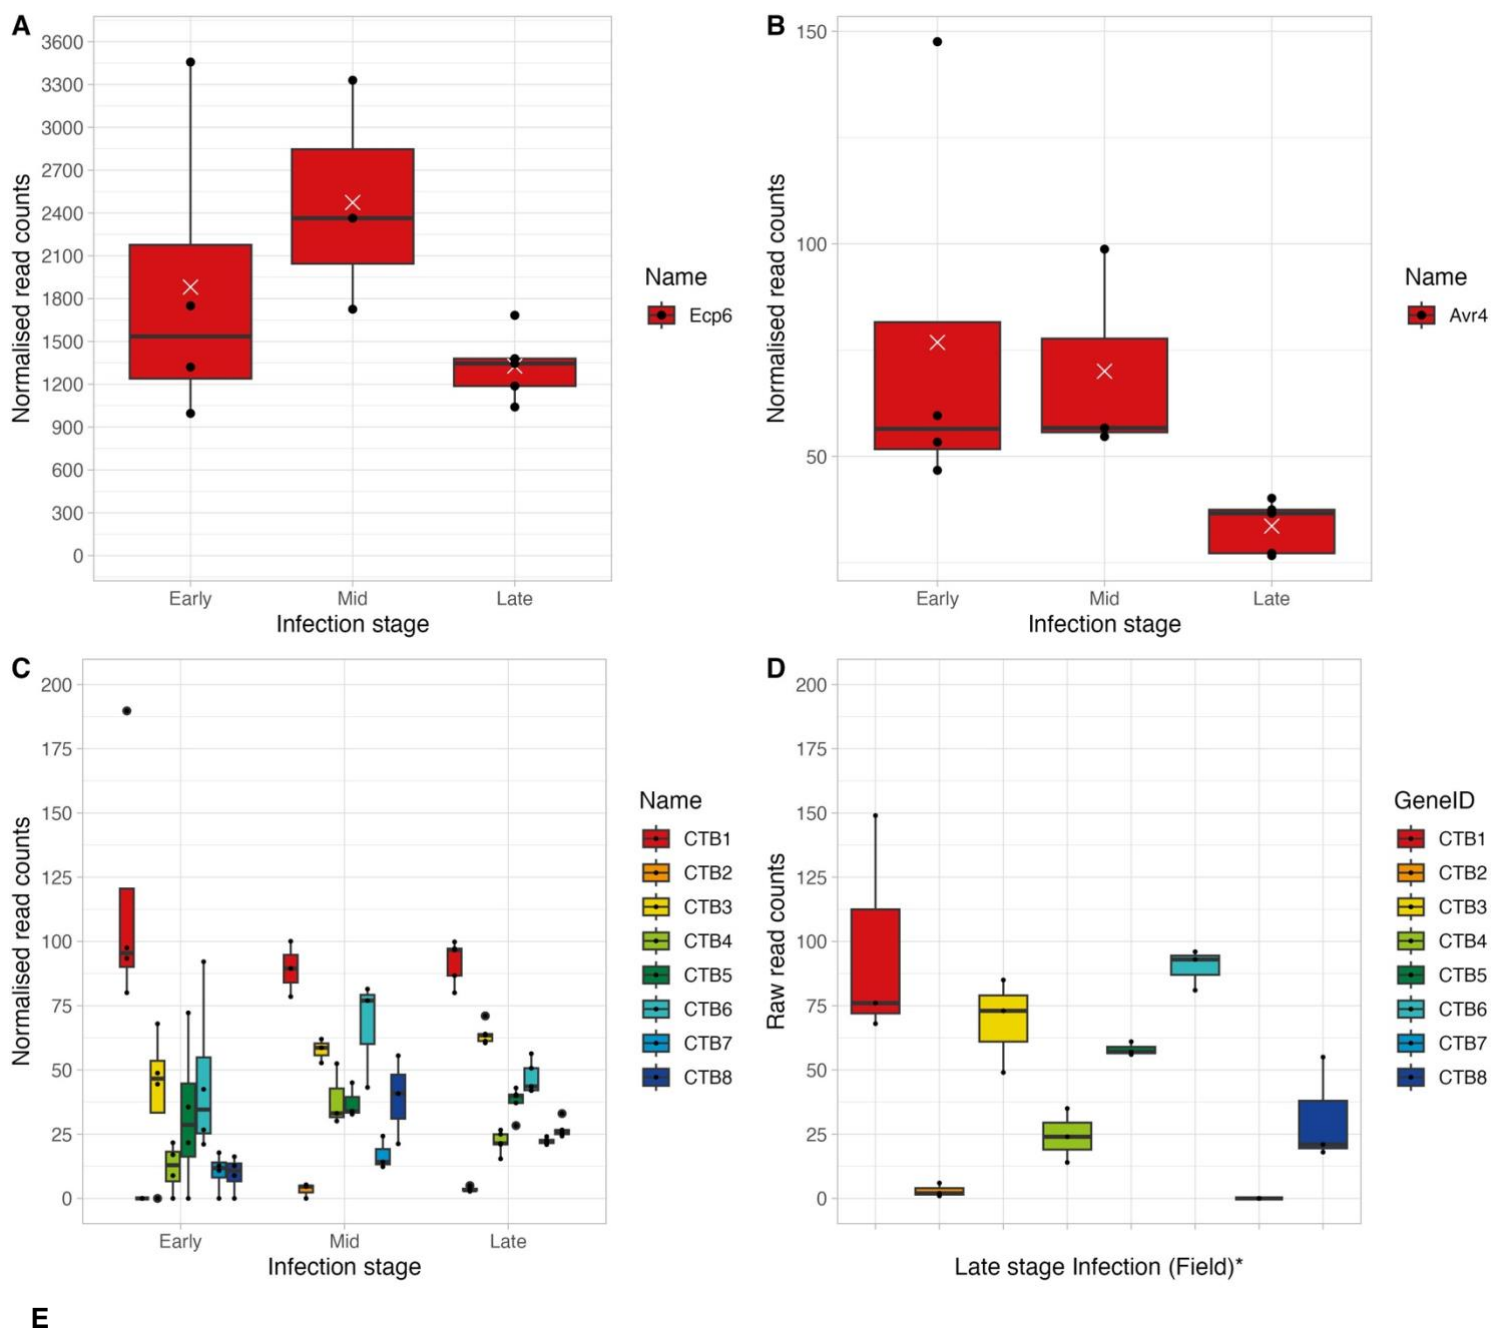 A
3600
3300
3000
2700
2400
2100
1800
1500
1200
900
600
300
0
Normalised read counts
Early Mid Late
Infection stage
Name
Ecp6
B
150
100
50
Normalised read counts
Early Mid Late
Infection stage
Name
Avr4
C
200
175
150
125
100
75
50
25
0
Normalised read counts
Early Mid Late
Infection stage
Name
CTB1
CTB2
CTB3
CTB4
CTB5
CTB6
CTB7
CTB8
D
200
175
150
125
100
75
50
25
0
Raw read counts
Late stage Infection (Field)*
GeneID
CTB1
CTB2
CTB3
CTB4
CTB5
CTB6
CTB7
CTB8
E